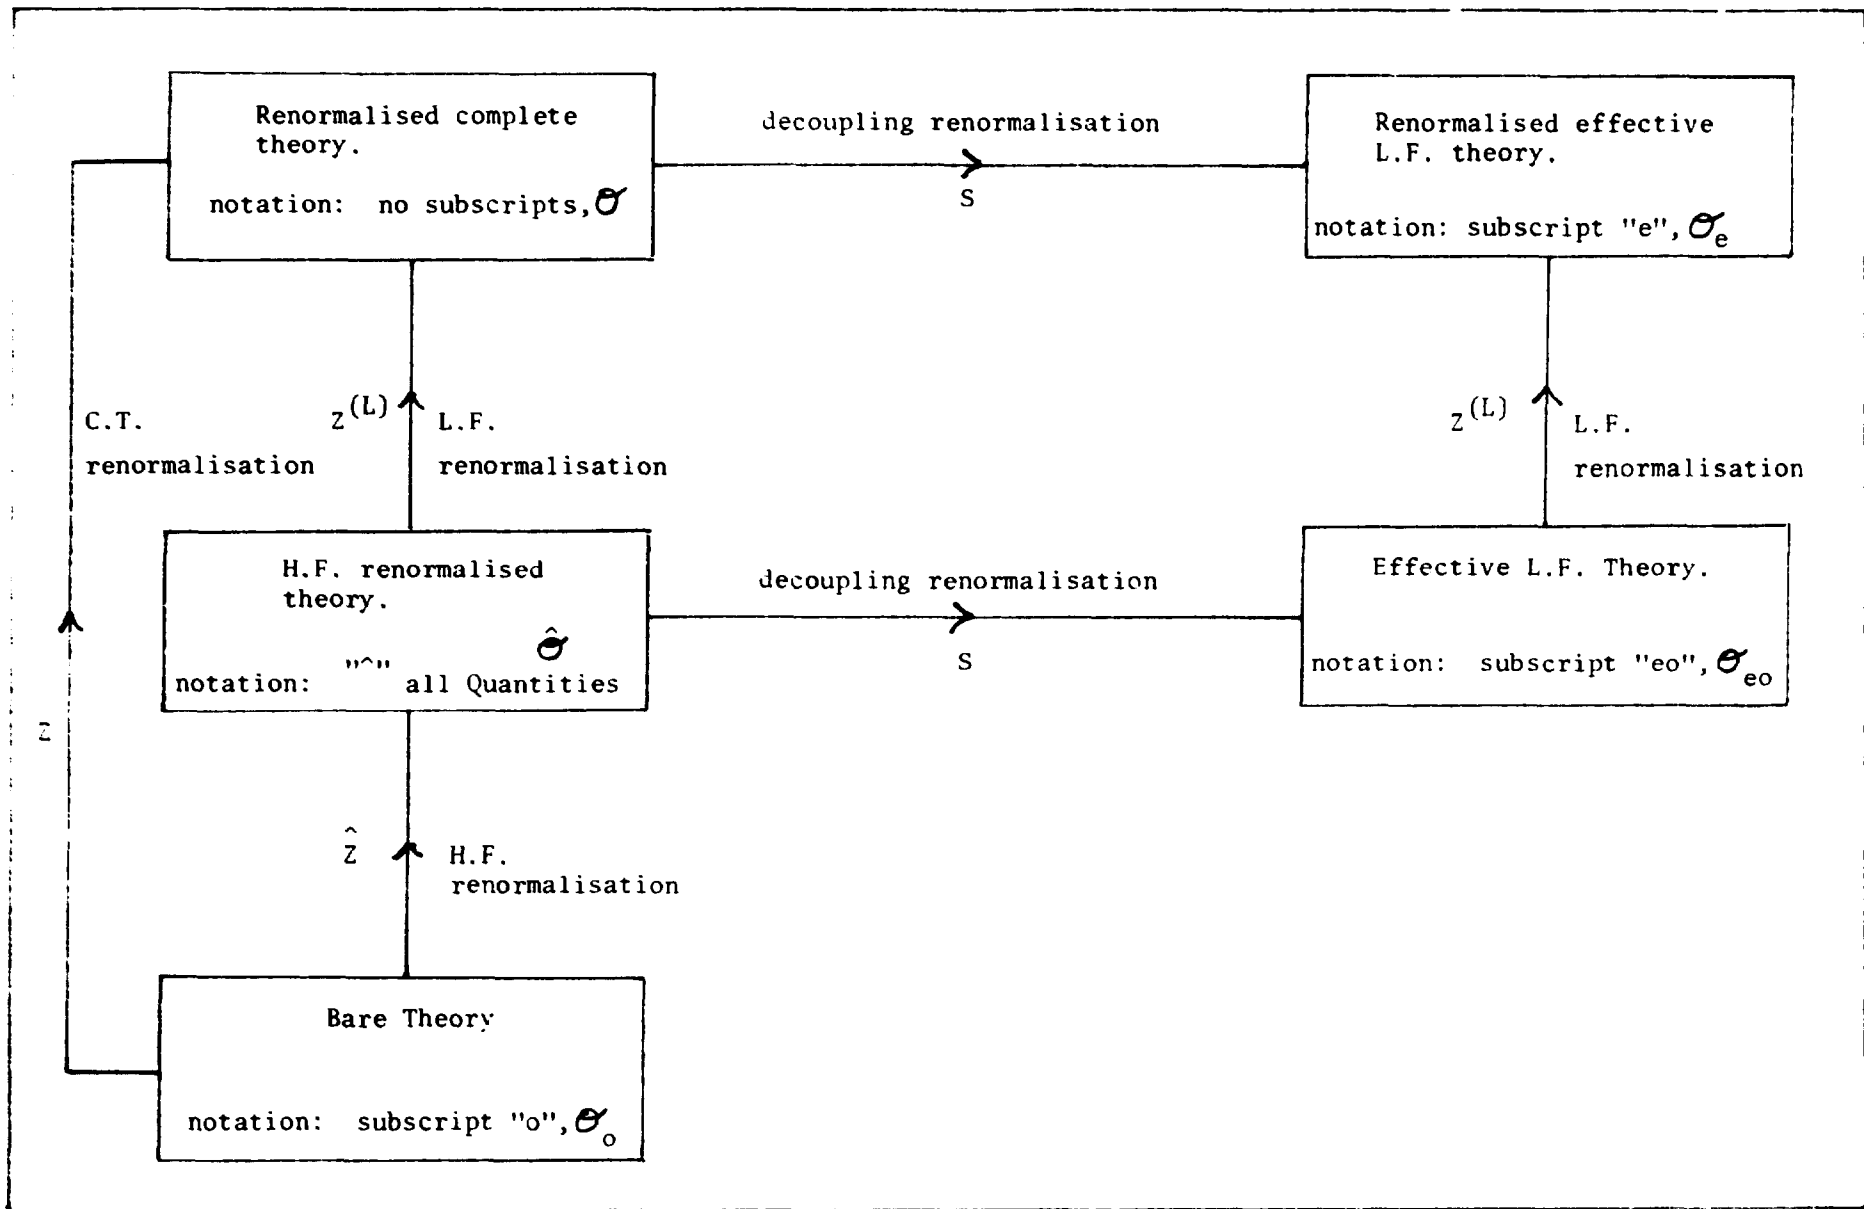 Renormalised complete
theory.
notation: no subscripts, 𝒪
decoupling renormalisation
S
Renormalised effective
L.F. theory.
notation: subscript "e", 𝒪e
C.T.
renormalisation
Z(L)
L.F.
renormalisation
Z(L)
L.F.
renormalisation
H.F. renormalised
theory.
𝒪̂
notation: "^" all Quantities
decoupling renormalisation
S
Effective L.F. Theory.
notation: subscript "eo", 𝒪eo
Z
Ẑ
H.F.
renormalisation
Bare Theory
notation: subscript "o", 𝒪o